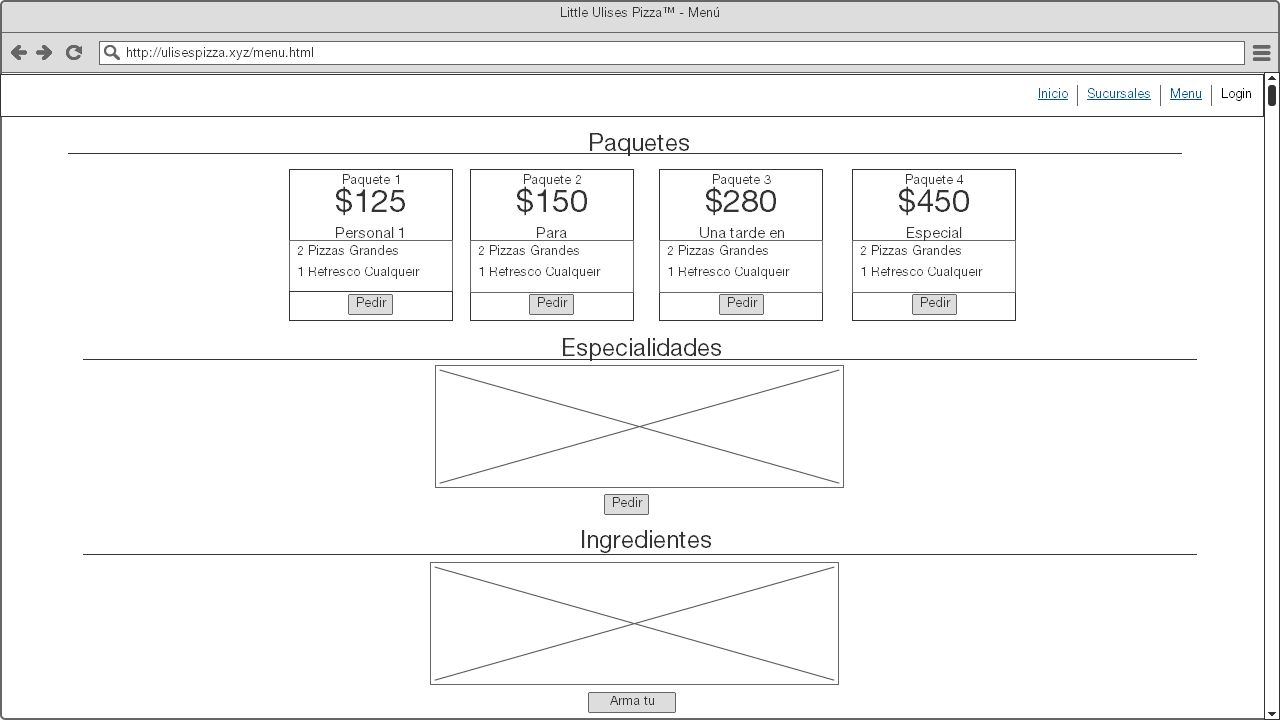 Little Ulises Pizza™ - Menú
http://ulisespizza.xyz/menu.html
Inicio Sucursales Menu Login
Paquetes
Paquete 1
$125
Personal 1
2 Pizzas Grandes
1 Refresco Cualqueir
Pedir
Paquete 2
$150
Para
2 Pizzas Grandes
1 Refresco Cualqueir
Pedir
Paquete 3
$280
Una tarde en
2 Pizzas Grandes
1 Refresco Cualqueir
Pedir
Paquete 4
$450
Especial
2 Pizzas Grandes
1 Refresco Cualqueir
Pedir
Especialidades
Pedir
Ingredientes
Arma tu